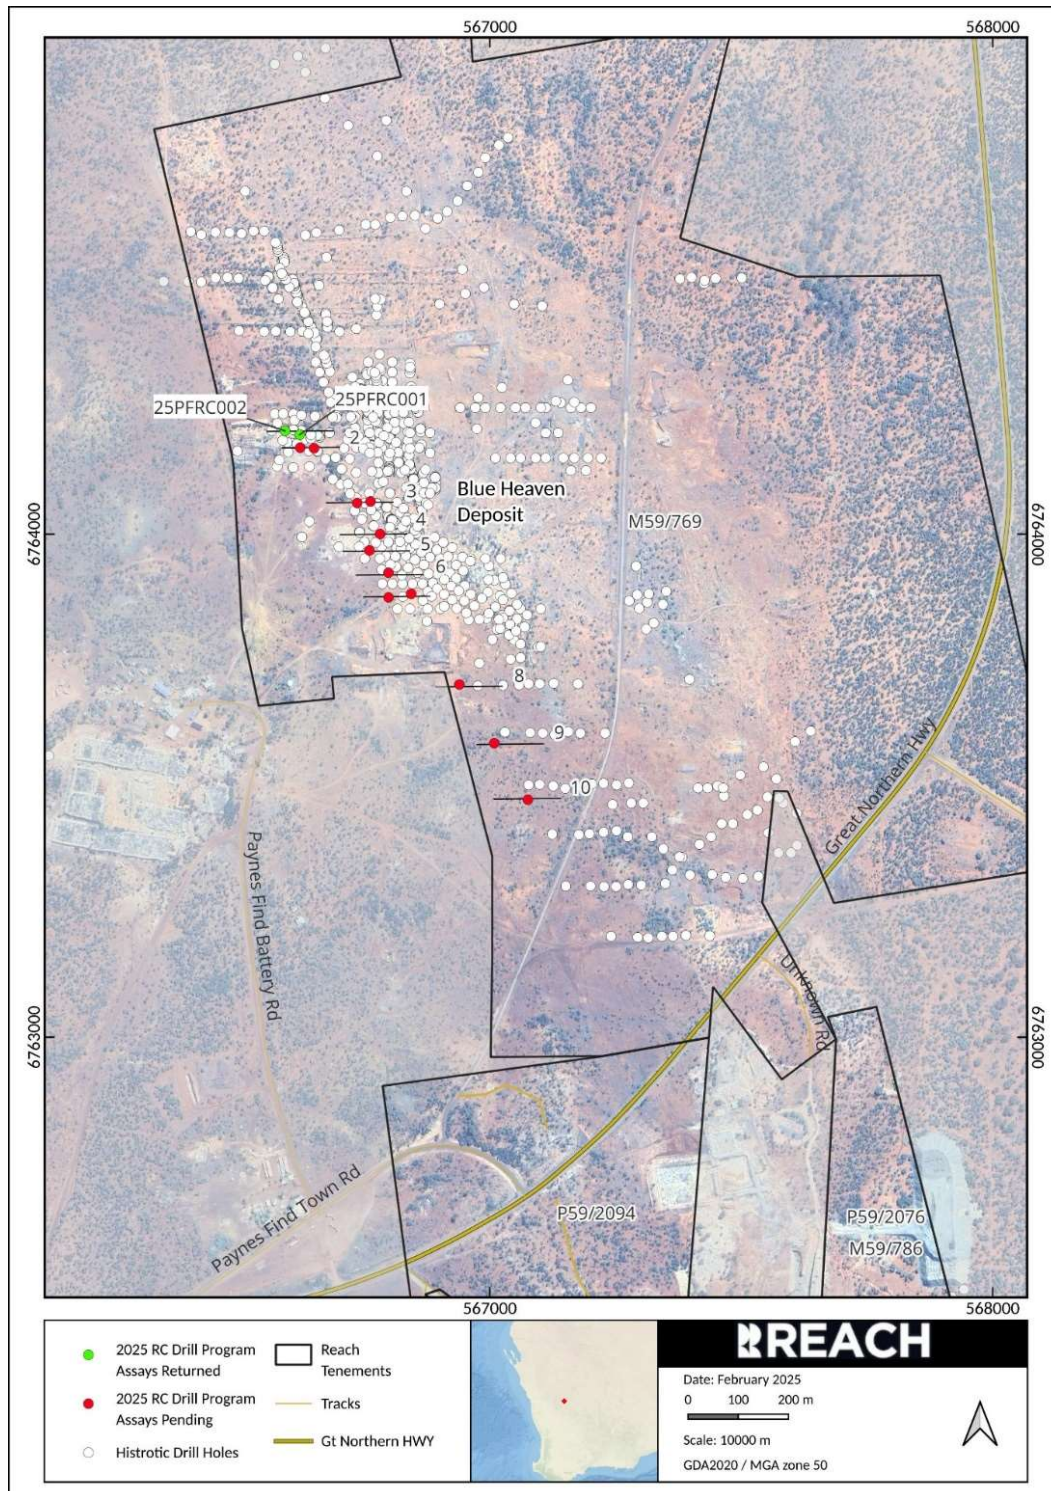 567000
568000
25PFRC002
25PFRC001
2
3
Blue Heaven
Deposit
4
5
6
M59/769
6764000
6764000
8
9
10
Great Northern Hwy
Paynes Find Battery Rd
Unknown Rd
6763000
6763000
Paynes Find Town Rd
P59/2094
P59/2076
M59/786
567000
568000
2025 RC Drill Program
Assays Returned
2025 RC Drill Program
Assays Pending
Histrotic Drill Holes
Reach
Tenements
Tracks
Gt Northern HWY
REACH
Date: February 2025
0 100 200 m
Scale: 10000 m
GDA2020 / MGA zone 50